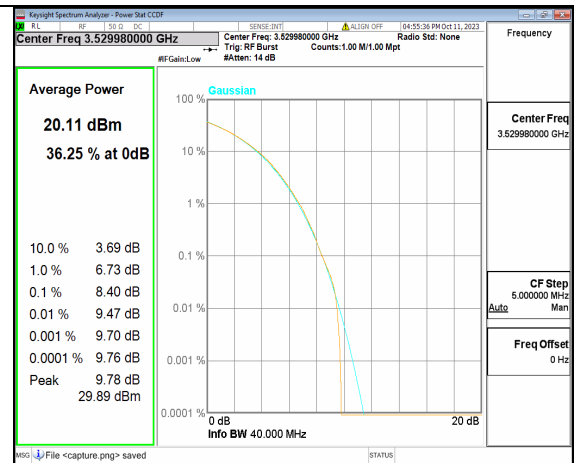 Keysight Spectrum Analyzer - Power Stat CCDF
RL RF 50 Ω DC SENSE:INT ALIGN OFF 04:55:36 PM Oct 11, 2023
Center Freq 3.529980000 GHz
Center Freq: 3.529980000 GHz Radio Std: None
Trig: RF Burst Counts:1.00 M/1.00 Mpt
#IFGain:Low #Atten: 14 dB
Frequency
Average Power
20.11 dBm
36.25 % at 0dB
10.0 % 3.69 dB
1.0 % 6.73 dB
0.1 % 8.40 dB
0.01 % 9.47 dB
0.001 % 9.70 dB
0.0001 % 9.76 dB
Peak 9.78 dB
29.89 dBm
Gaussian
100 %
10 %
1 %
0.1 %
0.01 %
0.001 %
0.0001 %
0 dB 20 dB
Info BW 40.000 MHz
Center Freq
3.529980000 GHz
CF Step
5.000000 MHz
Auto Man
Freq Offset
0 Hz
MSG File <capture.png> saved STATUS